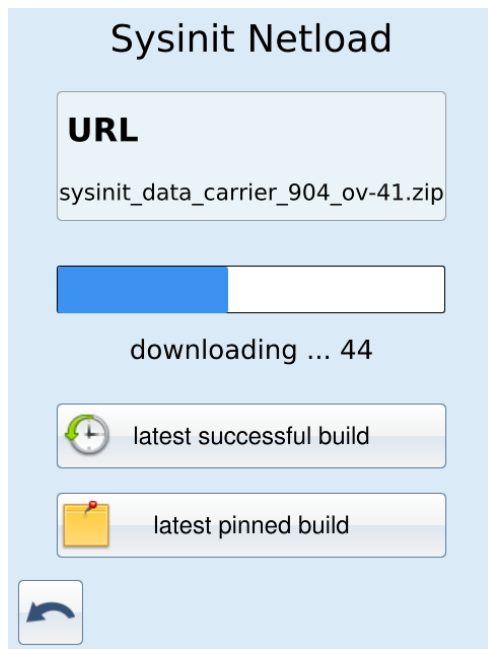 Sysinit Netload
URL
sysinit_data_carrier_904_ov-41.zip
downloading ... 44
latest successful build
latest pinned build